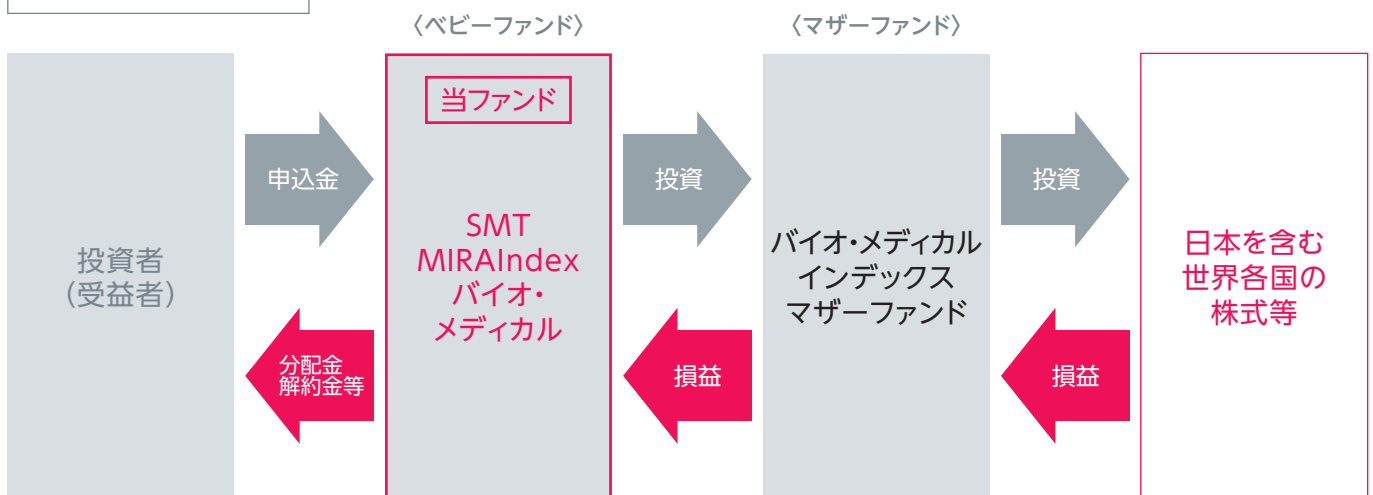 〈ベビーファンド〉
〈マザーファンド〉
当ファンド
申込金
投資
投資
投資者
(受益者)
SMT
MIRAIndex
バイオ・
メディカル
バイオ・メディカル
インデックス
マザーファンド
日本を含む
世界各国の
株式等
分配金
解約金等
損益
損益